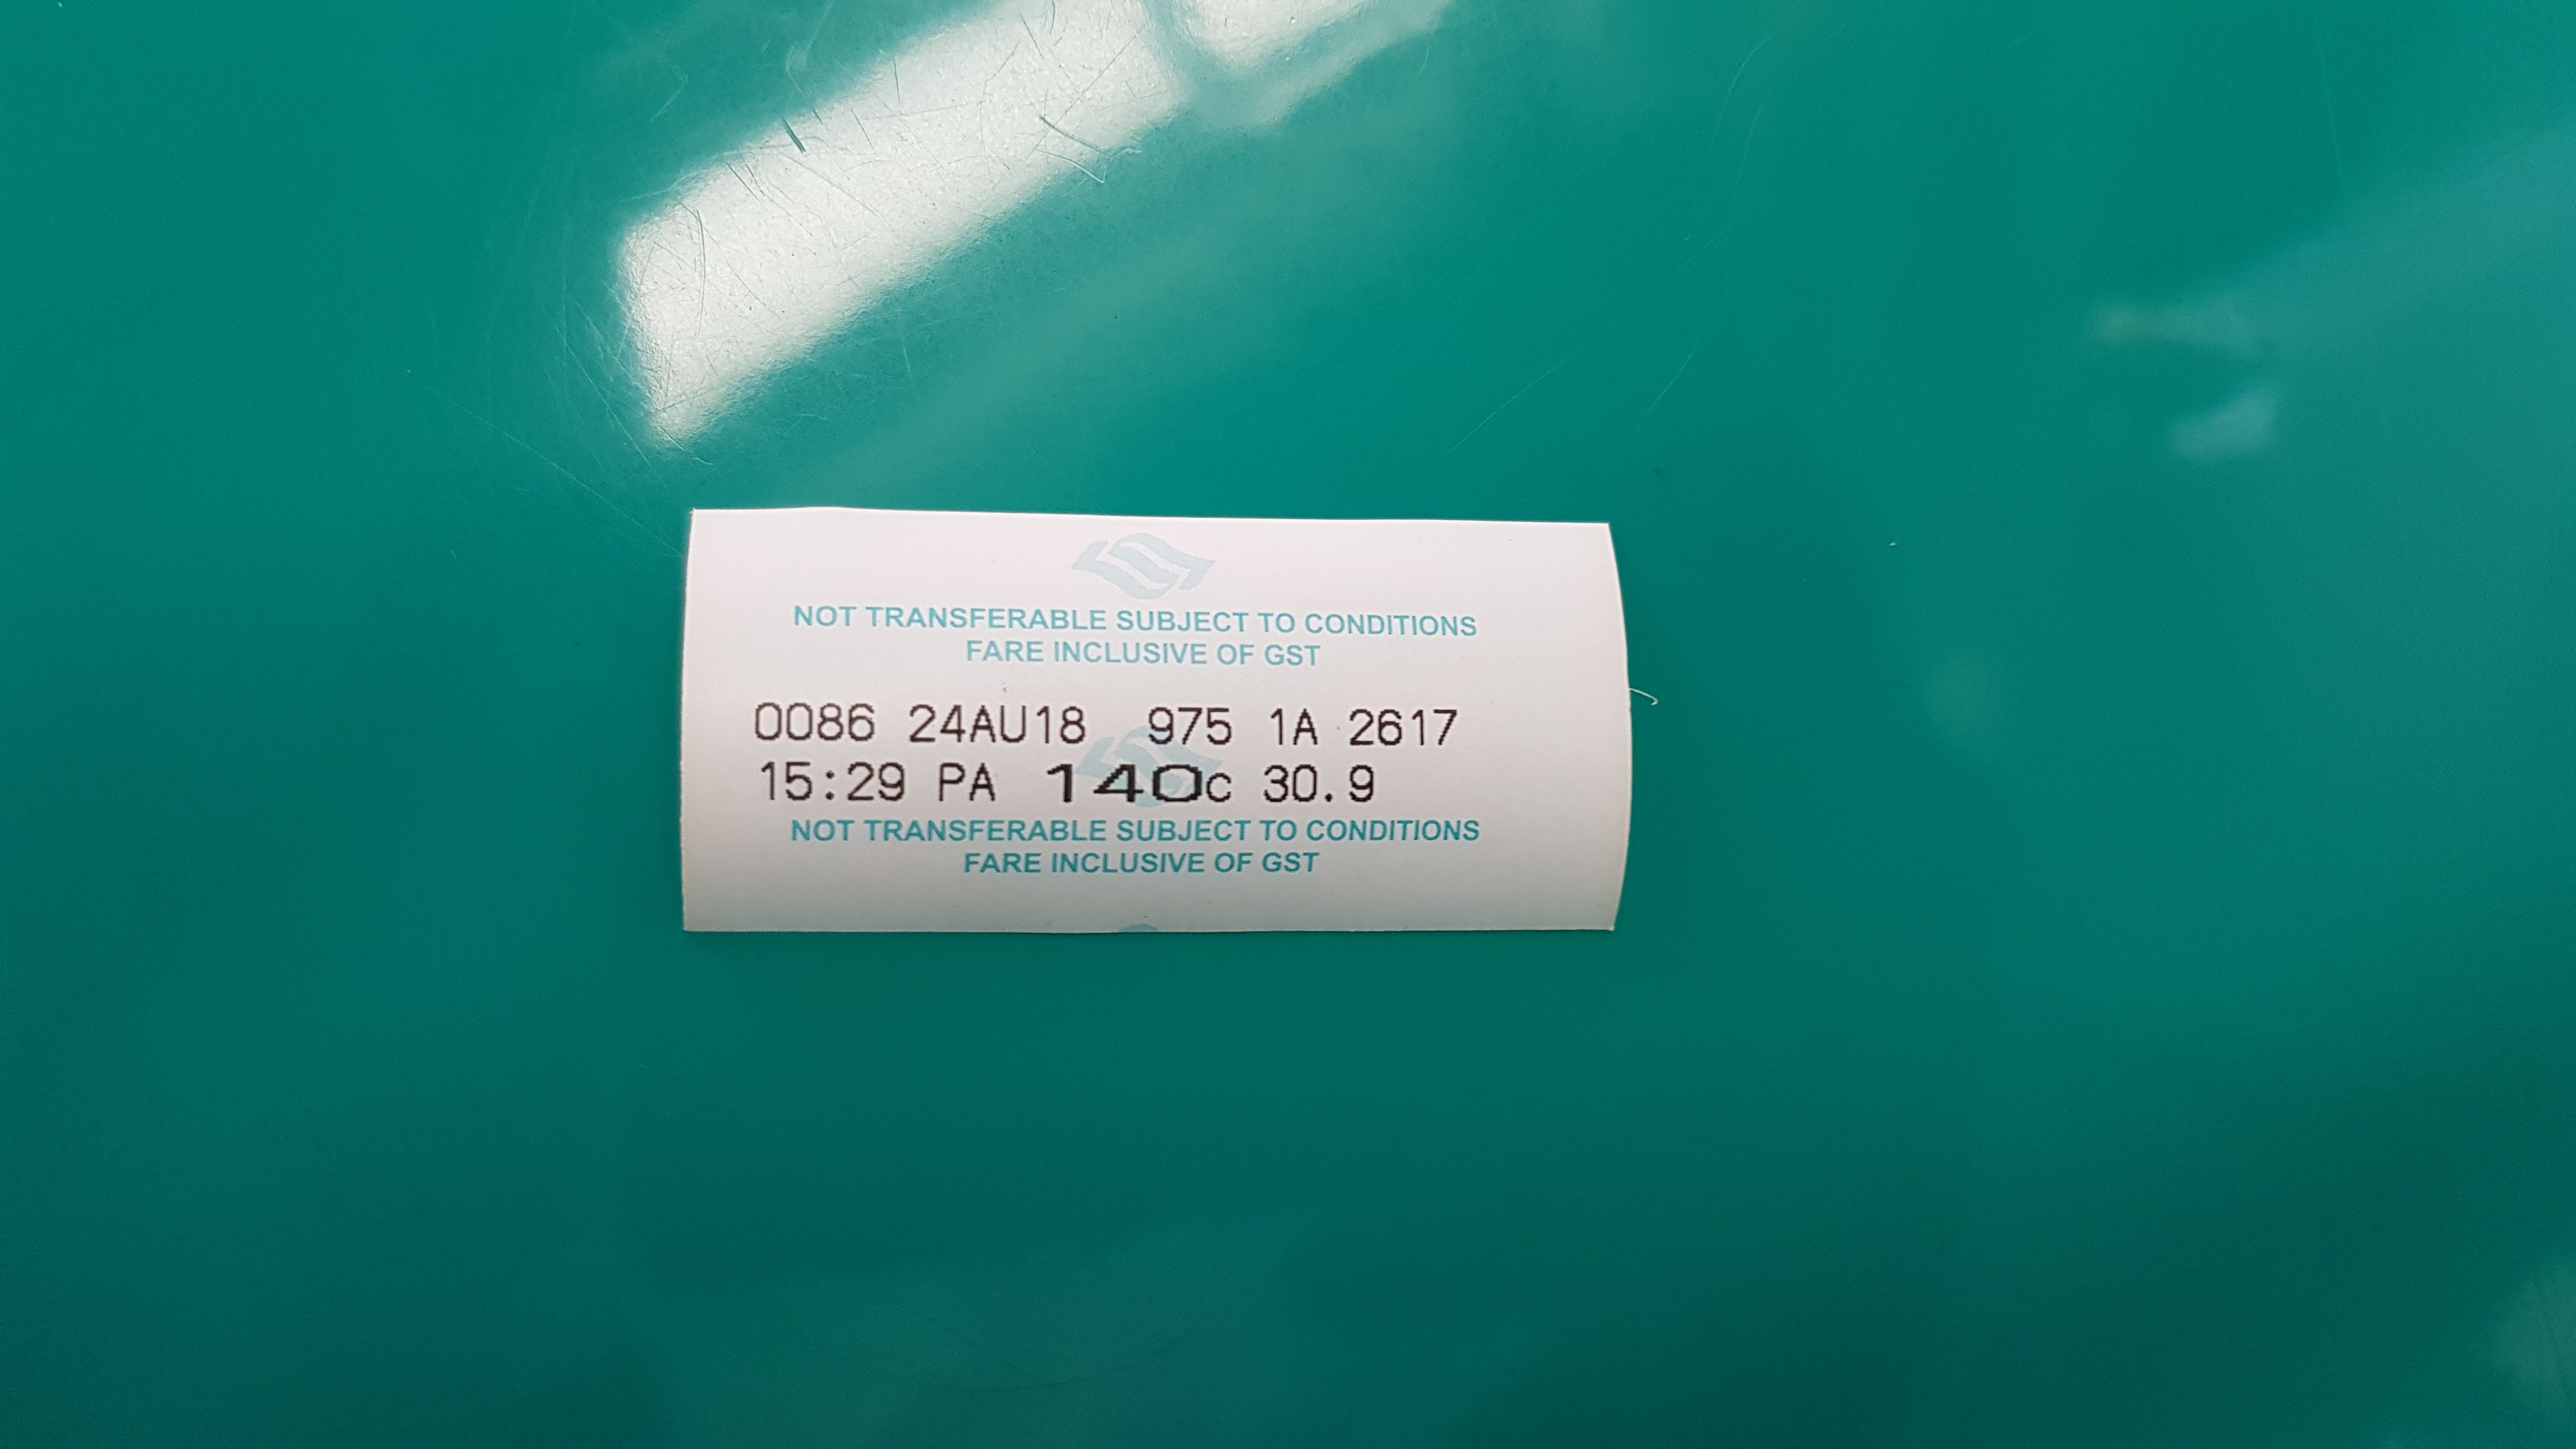 NOT TRANSFERABLE SUBJECT TO CONDITIONS
FARE INCLUSIVE OF GST
0086 24AU18 975 1A 2617
15:29 PA 140c 30.9
NOT TRANSFERABLE SUBJECT TO CONDITIONS
FARE INCLUSIVE OF GST